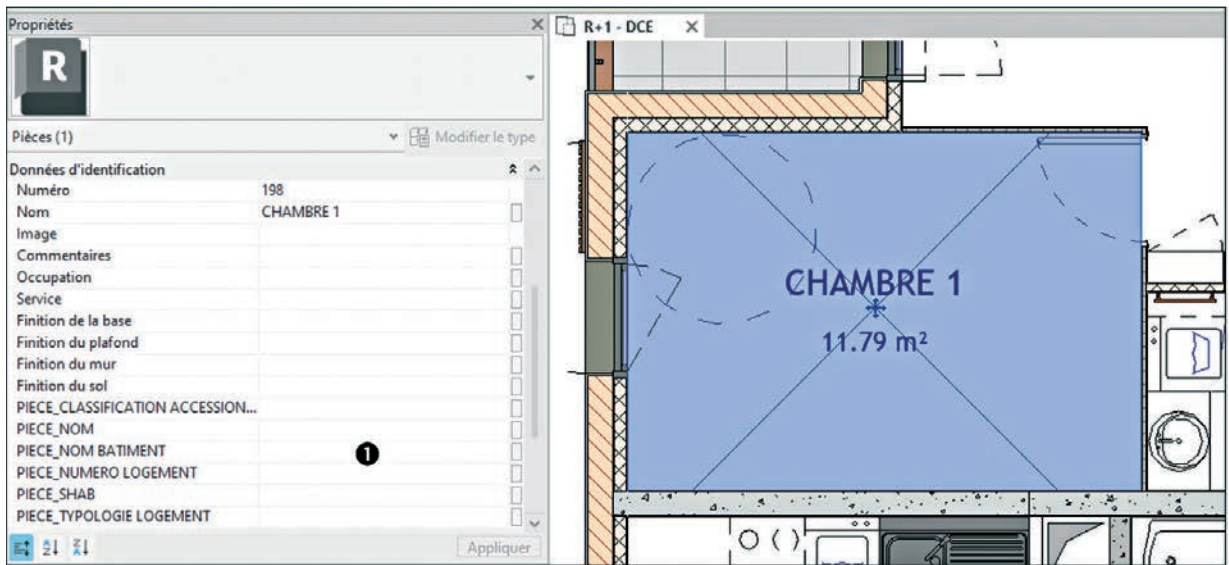 Propriétés
R
Pièces (1)
Modifier le type
Données d'identification
Numéro 198
Nom CHAMBRE 1
Image
Commentaires
Occupation
Service
Finition de la base
Finition du plafond
Finition du mur
Finition du sol
PIECE_CLASSIFICATION ACCESSION...
PIECE_NOM
PIECE_NOM BATIMENT
PIECE_NUMERO LOGEMENT
PIECE_SHAB
PIECE_TYPOLOGIE LOGEMENT
1
Appliquer
R+1 - DCE
CHAMBRE 1
11.79 m²